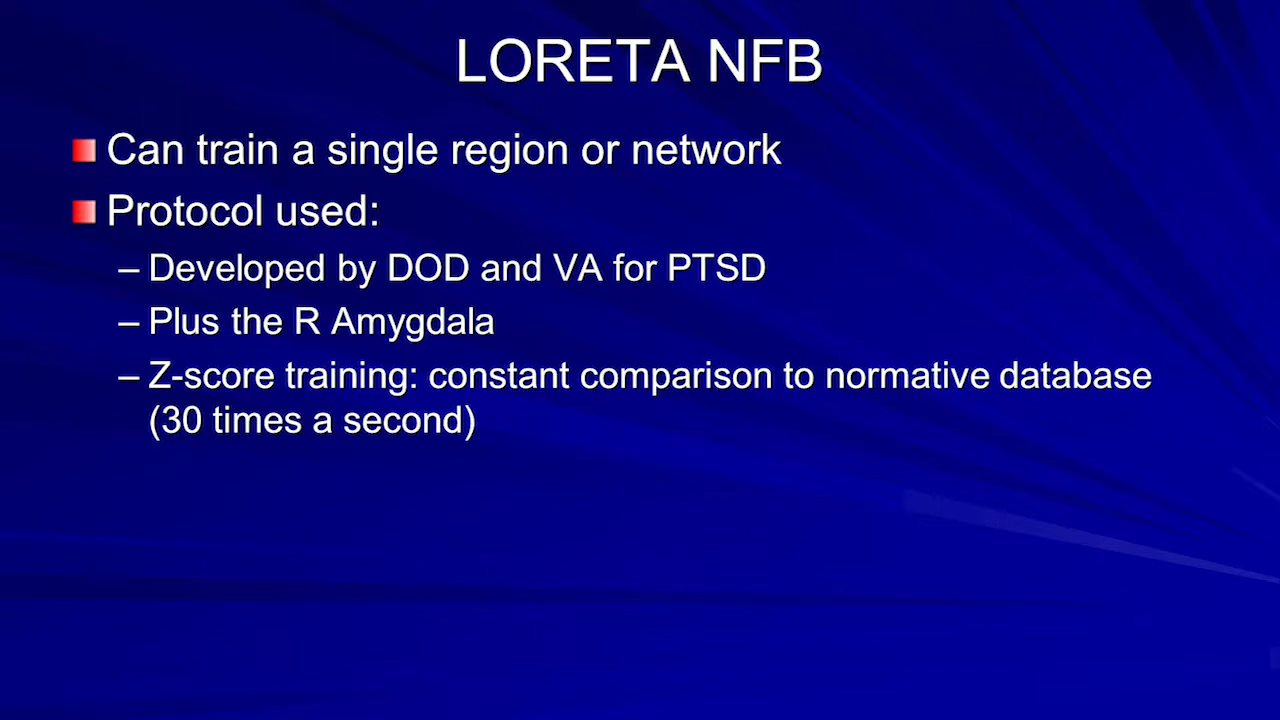 LORETA NFB
Can train a single region or network
Protocol used:
– Developed by DOD and VA for PTSD
– Plus the R Amygdala
– Z-score training: constant comparison to normative database
(30 times a second)